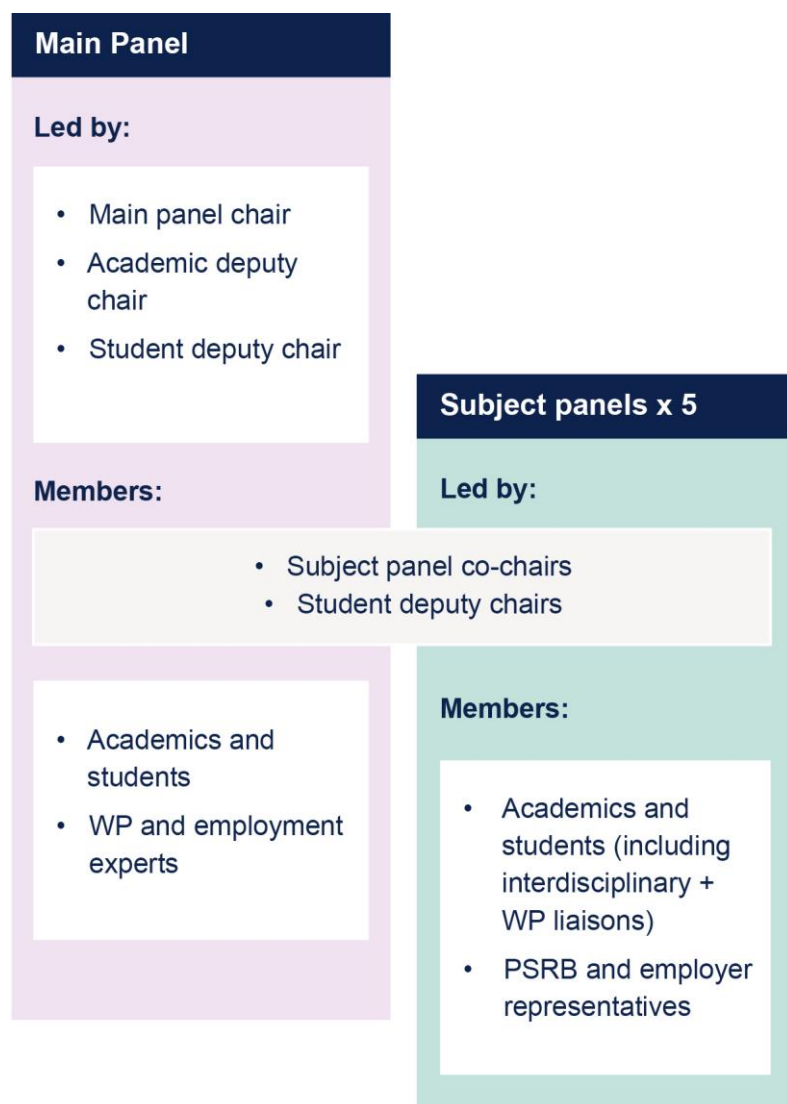 Main Panel
Led by:
• Main panel chair
• Academic deputy
chair
• Student deputy chair
Members:
• Subject panel co-chairs
• Student deputy chairs
• Academics and
students
• WP and employment
experts
Subject panels x 5
Led by:
Members:
• Academics and
students (including
interdisciplinary +
WP liaisons)
• PSRB and employer
representatives